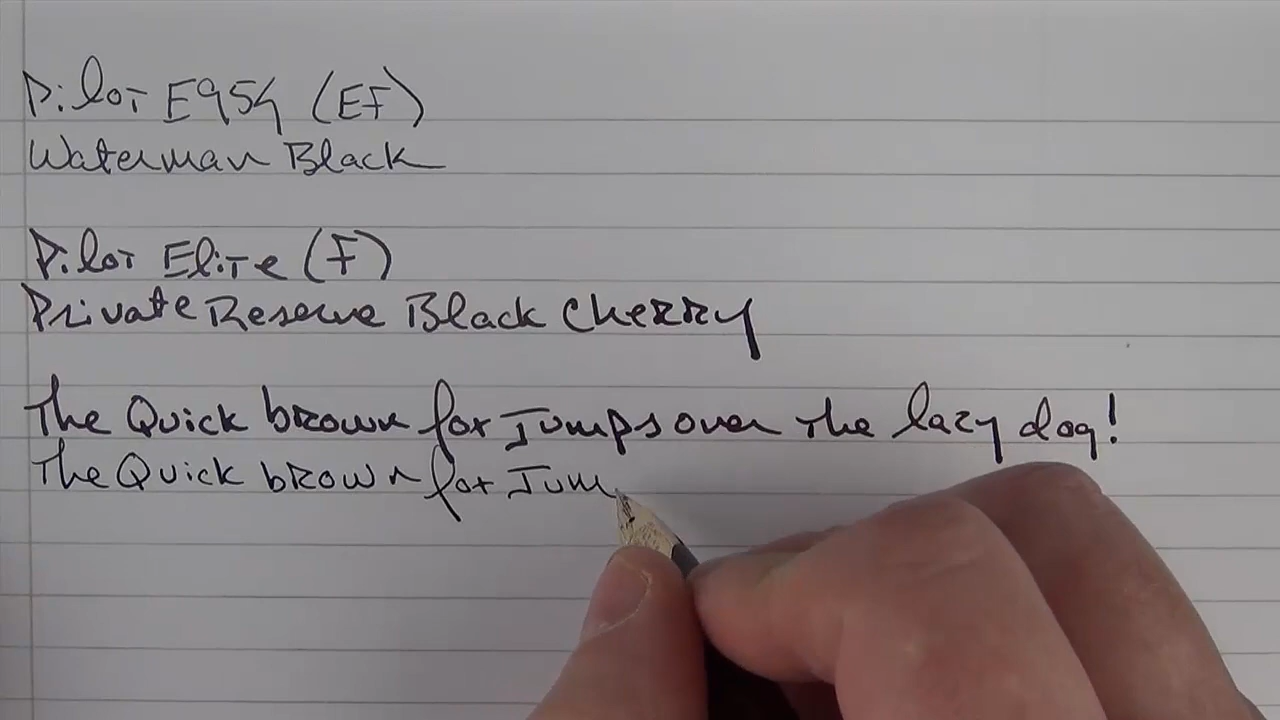 Pilot E95s (EF)
Waterman Black
Pilot Elite (F)
Private Reserve Black Cherry
The Quick brown fox Jumps over The lazy dog!
The Quick brown fox Jum